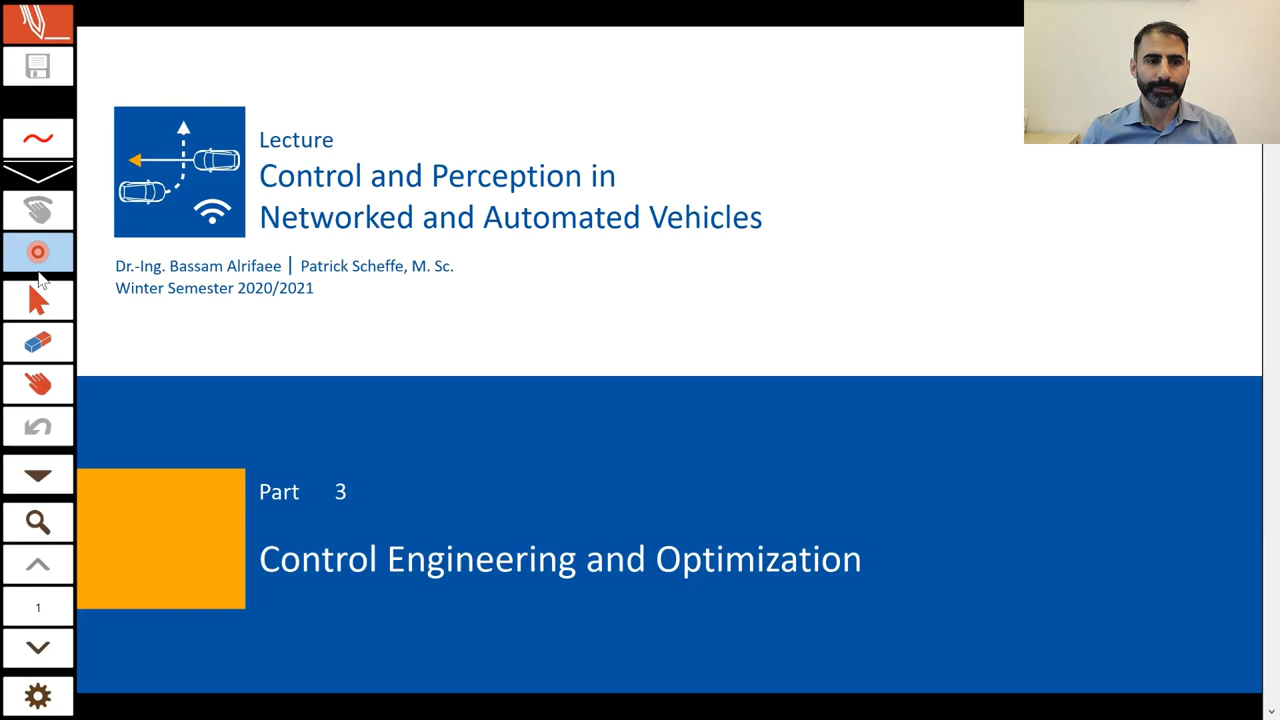 Lecture
Control and Perception in
Networked and Automated Vehicles
Dr.-Ing. Bassam Alrifaee | Patrick Scheffe, M. Sc.
Winter Semester 2020/2021
Part 3
Control Engineering and Optimization
1